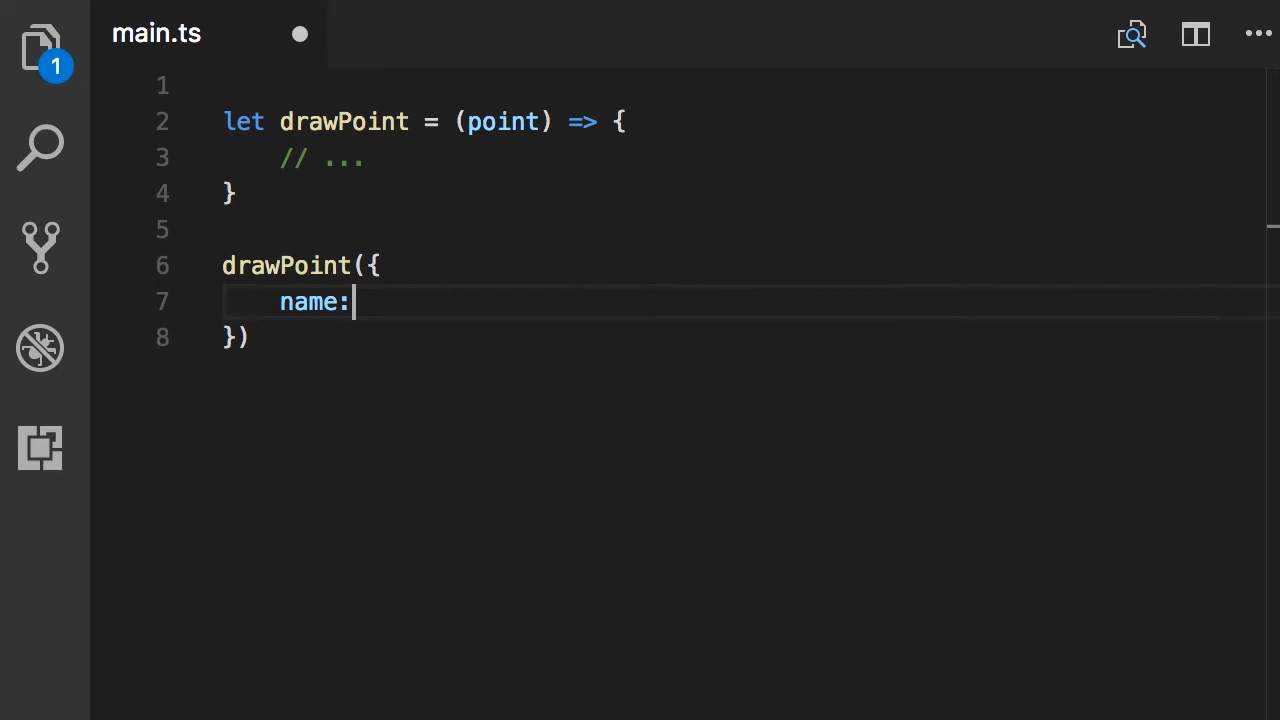 main.ts
1
1
2 let drawPoint = (point) => {
3     // ...
4 }
5
6 drawPoint({
7     name:
8 })